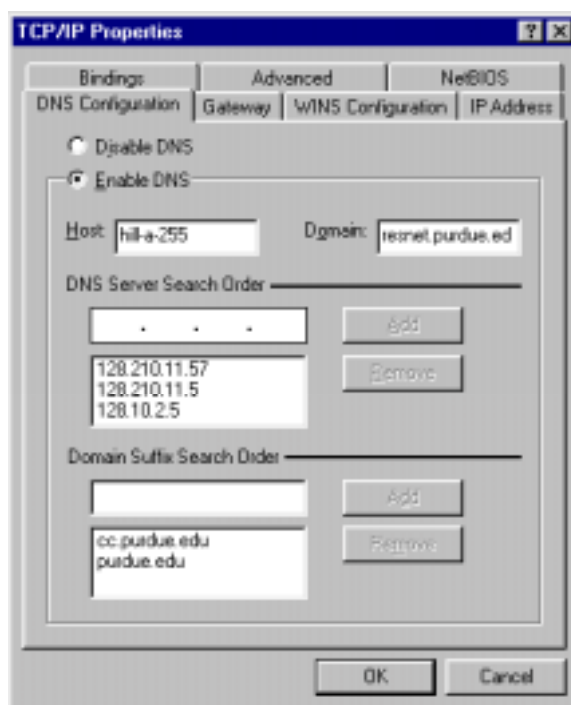 TCP/IP Properties
Bindings Advanced NetBIOS
DNS Configuration Gateway WINS Configuration IP Address
Disable DNS
Enable DNS
Host: hill-a-255 Domain: resnet.purdue.ed
DNS Server Search Order
. . .
Add
128.210.11.57
128.210.11.5
128.10.2.5
Remove
Domain Suffix Search Order
Add
cc.purdue.edu
purdue.edu
Remove
OK Cancel